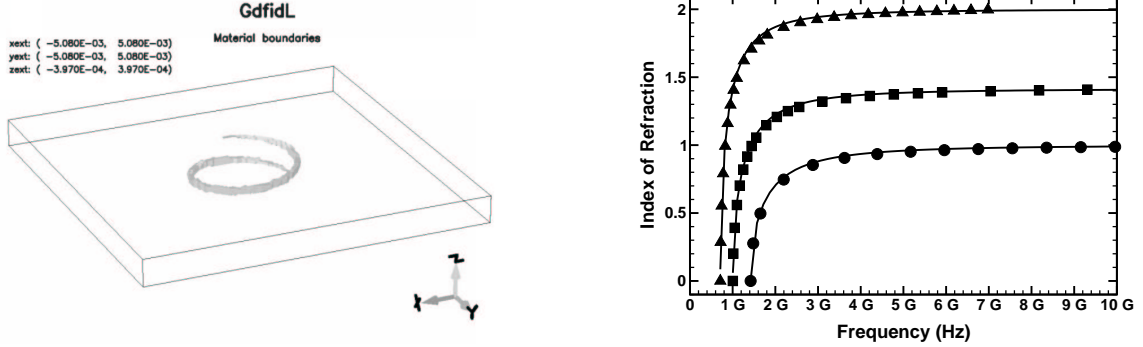 GdfidL
Material boundaries
xext: ( -5.080E-03, 5.080E-03)
yext: ( -5.080E-03, 5.080E-03)
zext: ( -3.970E-04, 3.970E-04)
Z
X
Y
Index of Refraction
2
1.5
1
0.5
0
0 1 G 2 G 3 G 4 G 5 G 6 G 7 G 8 G 9 G 10 G
Frequency (Hz)